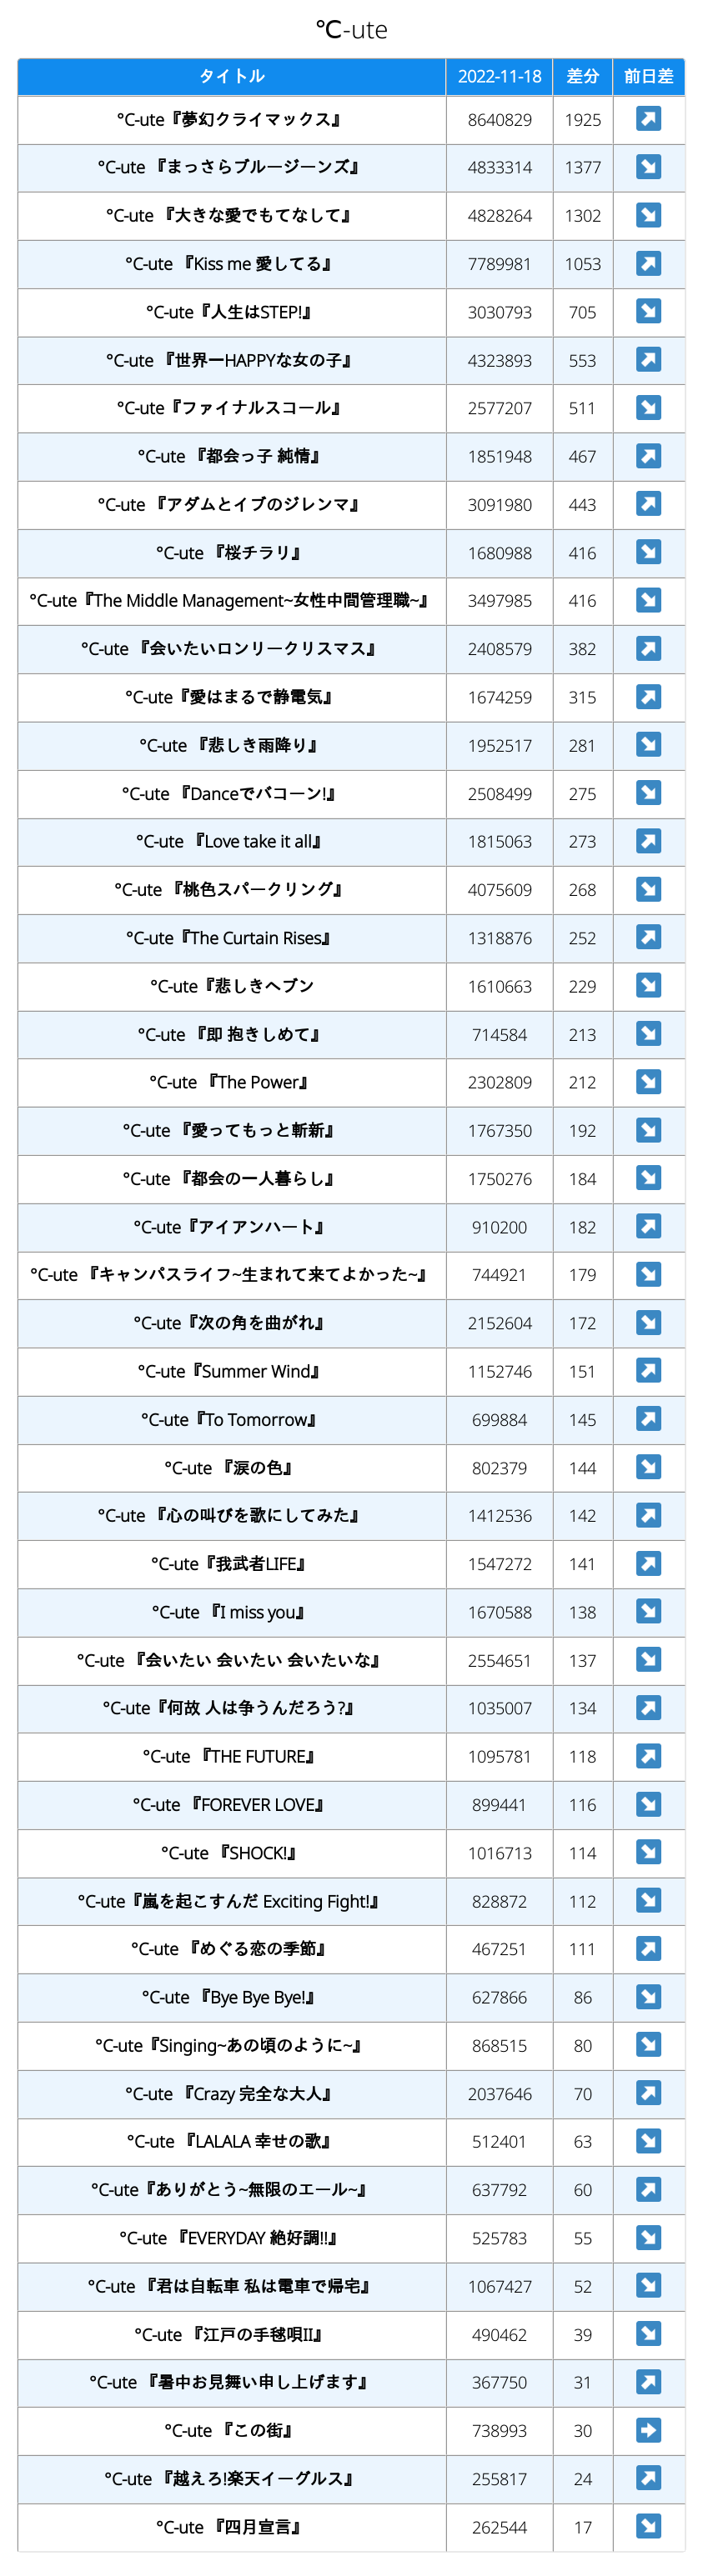 ℃-ute
タイトル 2022-11-18 差分 前日差
°C-ute『夢幻クライマックス』 8640829 1925 ↗
°C-ute 『まっさらブルージーンズ』 4833314 1377 ↘
°C-ute 『大きな愛でもてなして』 4828264 1302 ↘
°C-ute 『Kiss me 愛してる』 7789981 1053 ↗
°C-ute『人生はSTEP!』 3030793 705 ↘
°C-ute 『世界一HAPPYな女の子』 4323893 553 ↗
°C-ute『ファイナルスコール』 2577207 511 ↘
°C-ute 『都会っ子 純情』 1851948 467 ↗
°C-ute 『アダムとイブのジレンマ』 3091980 443 ↗
°C-ute 『桜チラリ』 1680988 416 ↘
°C-ute『The Middle Management~女性中間管理職~』 3497985 416 ↘
°C-ute 『会いたいロンリークリスマス』 2408579 382 ↗
°C-ute『愛はまるで静電気』 1674259 315 ↗
°C-ute 『悲しき雨降り』 1952517 281 ↘
°C-ute 『Danceでバコーン!』 2508499 275 ↘
°C-ute 『Love take it all』 1815063 273 ↗
°C-ute 『桃色スパークリング』 4075609 268 ↘
°C-ute『The Curtain Rises』 1318876 252 ↗
°C-ute『悲しきヘブン 1610663 229 ↘
°C-ute 『即 抱きしめて』 714584 213 ↘
°C-ute 『The Power』 2302809 212 ↘
°C-ute 『愛ってもっと斬新』 1767350 192 ↘
°C-ute 『都会の一人暮らし』 1750276 184 ↘
°C-ute『アイアンハート』 910200 182 ↗
°C-ute 『キャンパスライフ~生まれて来てよかった~』 744921 179 ↘
°C-ute『次の角を曲がれ』 2152604 172 ↘
°C-ute『Summer Wind』 1152746 151 ↗
°C-ute『To Tomorrow』 699884 145 ↗
°C-ute 『涙の色』 802379 144 ↘
°C-ute 『心の叫びを歌にしてみた』 1412536 142 ↗
°C-ute『我武者LIFE』 1547272 141 ↗
°C-ute 『I miss you』 1670588 138 ↘
°C-ute 『会いたい 会いたい 会いたいな』 2554651 137 ↘
°C-ute『何故 人は争うんだろう?』 1035007 134 ↗
°C-ute 『THE FUTURE』 1095781 118 ↗
°C-ute 『FOREVER LOVE』 899441 116 ↘
°C-ute 『SHOCK!』 1016713 114 ↘
°C-ute『嵐を起こすんだ Exciting Fight!』 828872 112 ↘
°C-ute 『めぐる恋の季節』 467251 111 ↗
°C-ute 『Bye Bye Bye!』 627866 86 ↘
°C-ute『Singing~あの頃のように~』 868515 80 ↘
°C-ute 『Crazy 完全な大人』 2037646 70 ↗
°C-ute 『LALALA 幸せの歌』 512401 63 ↘
°C-ute『ありがとう~無限のエール~』 637792 60 ↗
°C-ute 『EVERYDAY 絶好調!!』 525783 55 ↘
°C-ute 『君は自転車 私は電車で帰宅』 1067427 52 ↘
°C-ute 『江戸の手毬唄II』 490462 39 ↘
°C-ute 『暑中お見舞い申し上げます』 367750 31 ↗
°C-ute 『この街』 738993 30 ➡
°C-ute 『越えろ!楽天イーグルス』 255817 24 ↗
°C-ute 『四月宣言』 262544 17 ↘